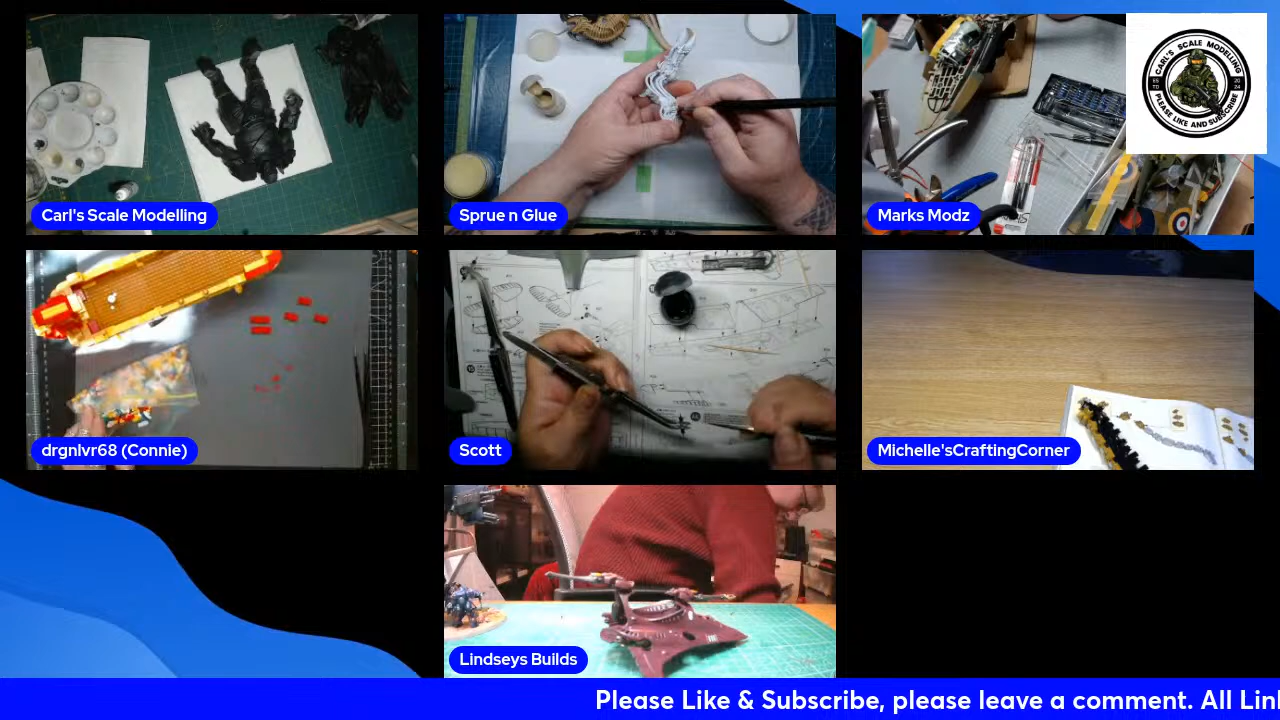 CARL'S SCALE MODELLING
PLEASE LIKE AND SUBSCRIBE
Carl's Scale Modelling
Sprue n Glue
Marks Modz
drgnlvr68 (Connie)
Scott
Michelle'sCraftingCorner
Lindseys Builds
Please Like & Subscribe, please leave a comment. All Lin